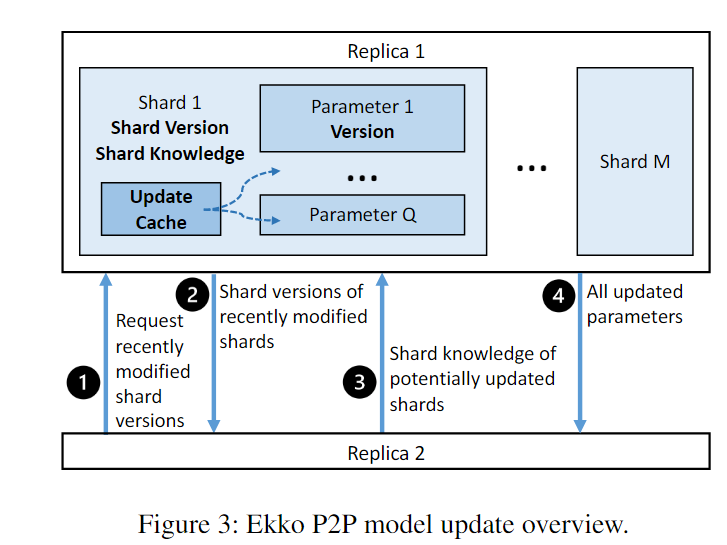 Replica 1
Shard 1
Shard Version
Shard Knowledge
Update
Cache
Parameter 1
Version
...
Parameter Q
...
Shard M
1
Request
recently
modified
shard
versions
2
Shard versions of
recently modified
shards
3
Shard knowledge of
potentially updated
shards
4
All updated
parameters
Replica 2
Figure 3: Ekko P2P model update overview.